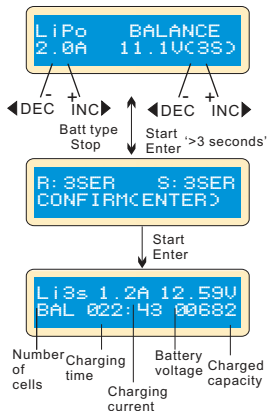 LiPo BALANCE
2.0A 11.1V(3S)
- + - +
◀DEC INC▶ ◀DEC INC▶
Batt type
Stop
Start
Enter
'>3 seconds'
R:3SER S:3SER
CONFIRM(ENTER)
Start
Enter
Li3s 1.2A 12.59V
BAL 022:43 00682
Number
of
cells
Charging
time
Charging
current
Battery
voltage
Charged
capacity